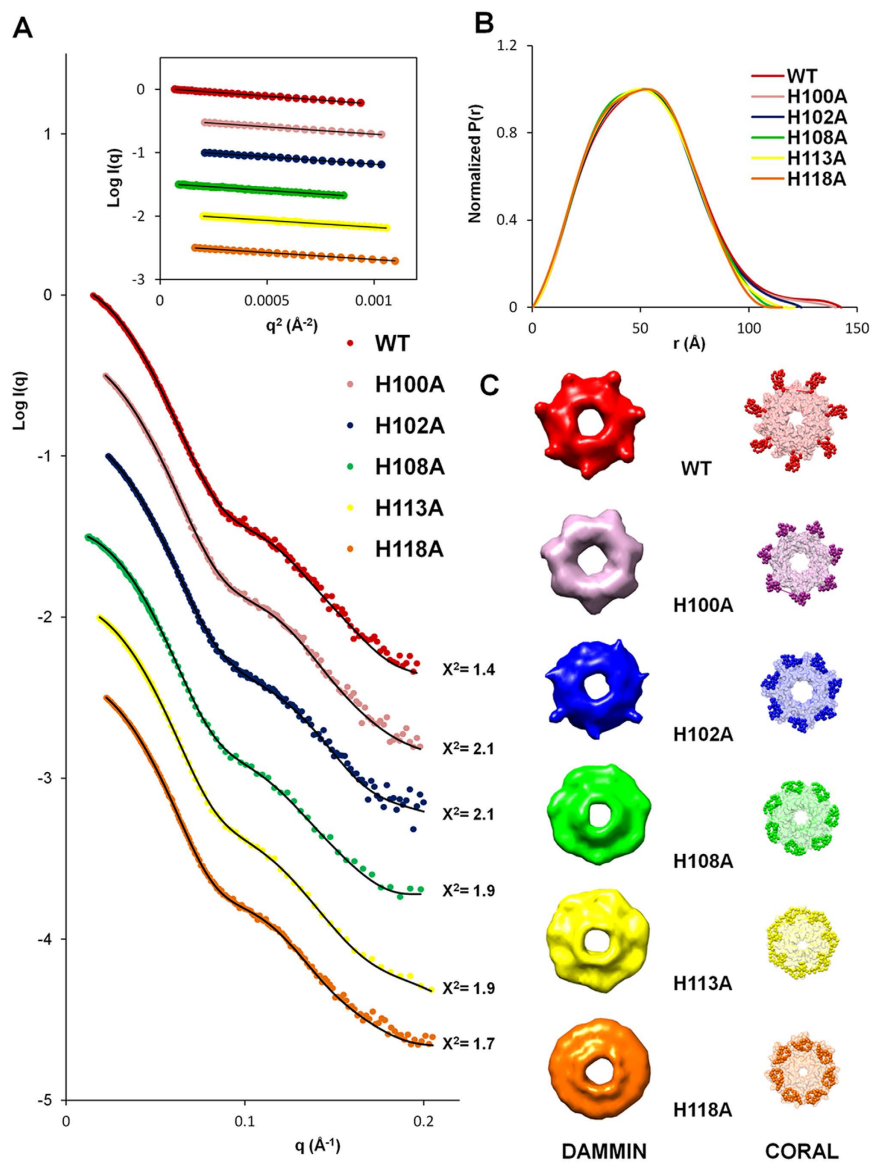 A
Log I(q)
0
-1
-2
-3
0.0005
0.001
q² (Å⁻²)
1
0
-1
-2
-3
-4
-5
Log I(q)
WT
H100A
H102A
H108A
H113A
H118A
X²= 1.4
X²= 2.1
X²= 2.1
X²= 1.9
X²= 1.9
X²= 1.7
0
0.1
0.2
q (Å⁻¹)
B
Normalized P(r)
1.2
0.8
0.4
0
0
50
100
150
r (Å)
WT
H100A
H102A
H108A
H113A
H118A
C
WT
H100A
H102A
H108A
H113A
H118A
DAMMIN
CORAL